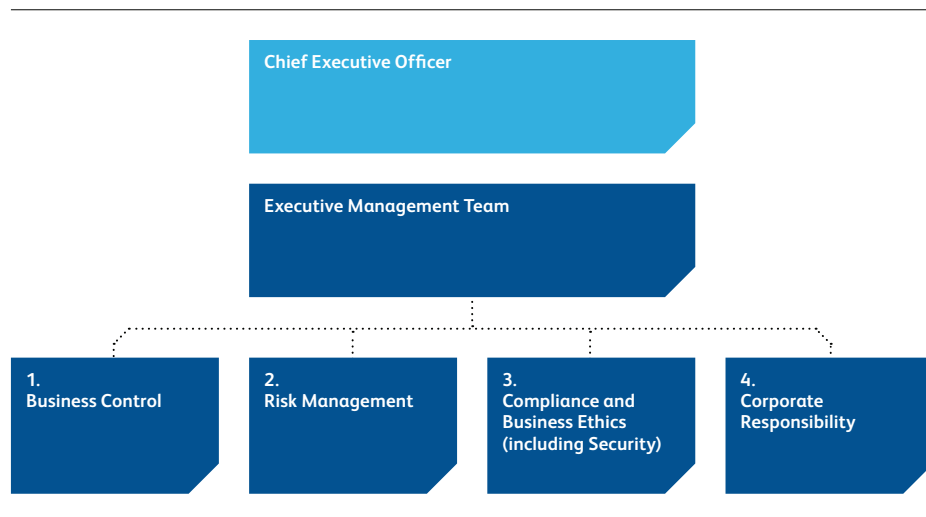 Chief Executive Officer
Executive Management Team
1.
Business Control
2.
Risk Management
3.
Compliance and
Business Ethics
(including Security)
4.
Corporate
Responsibility